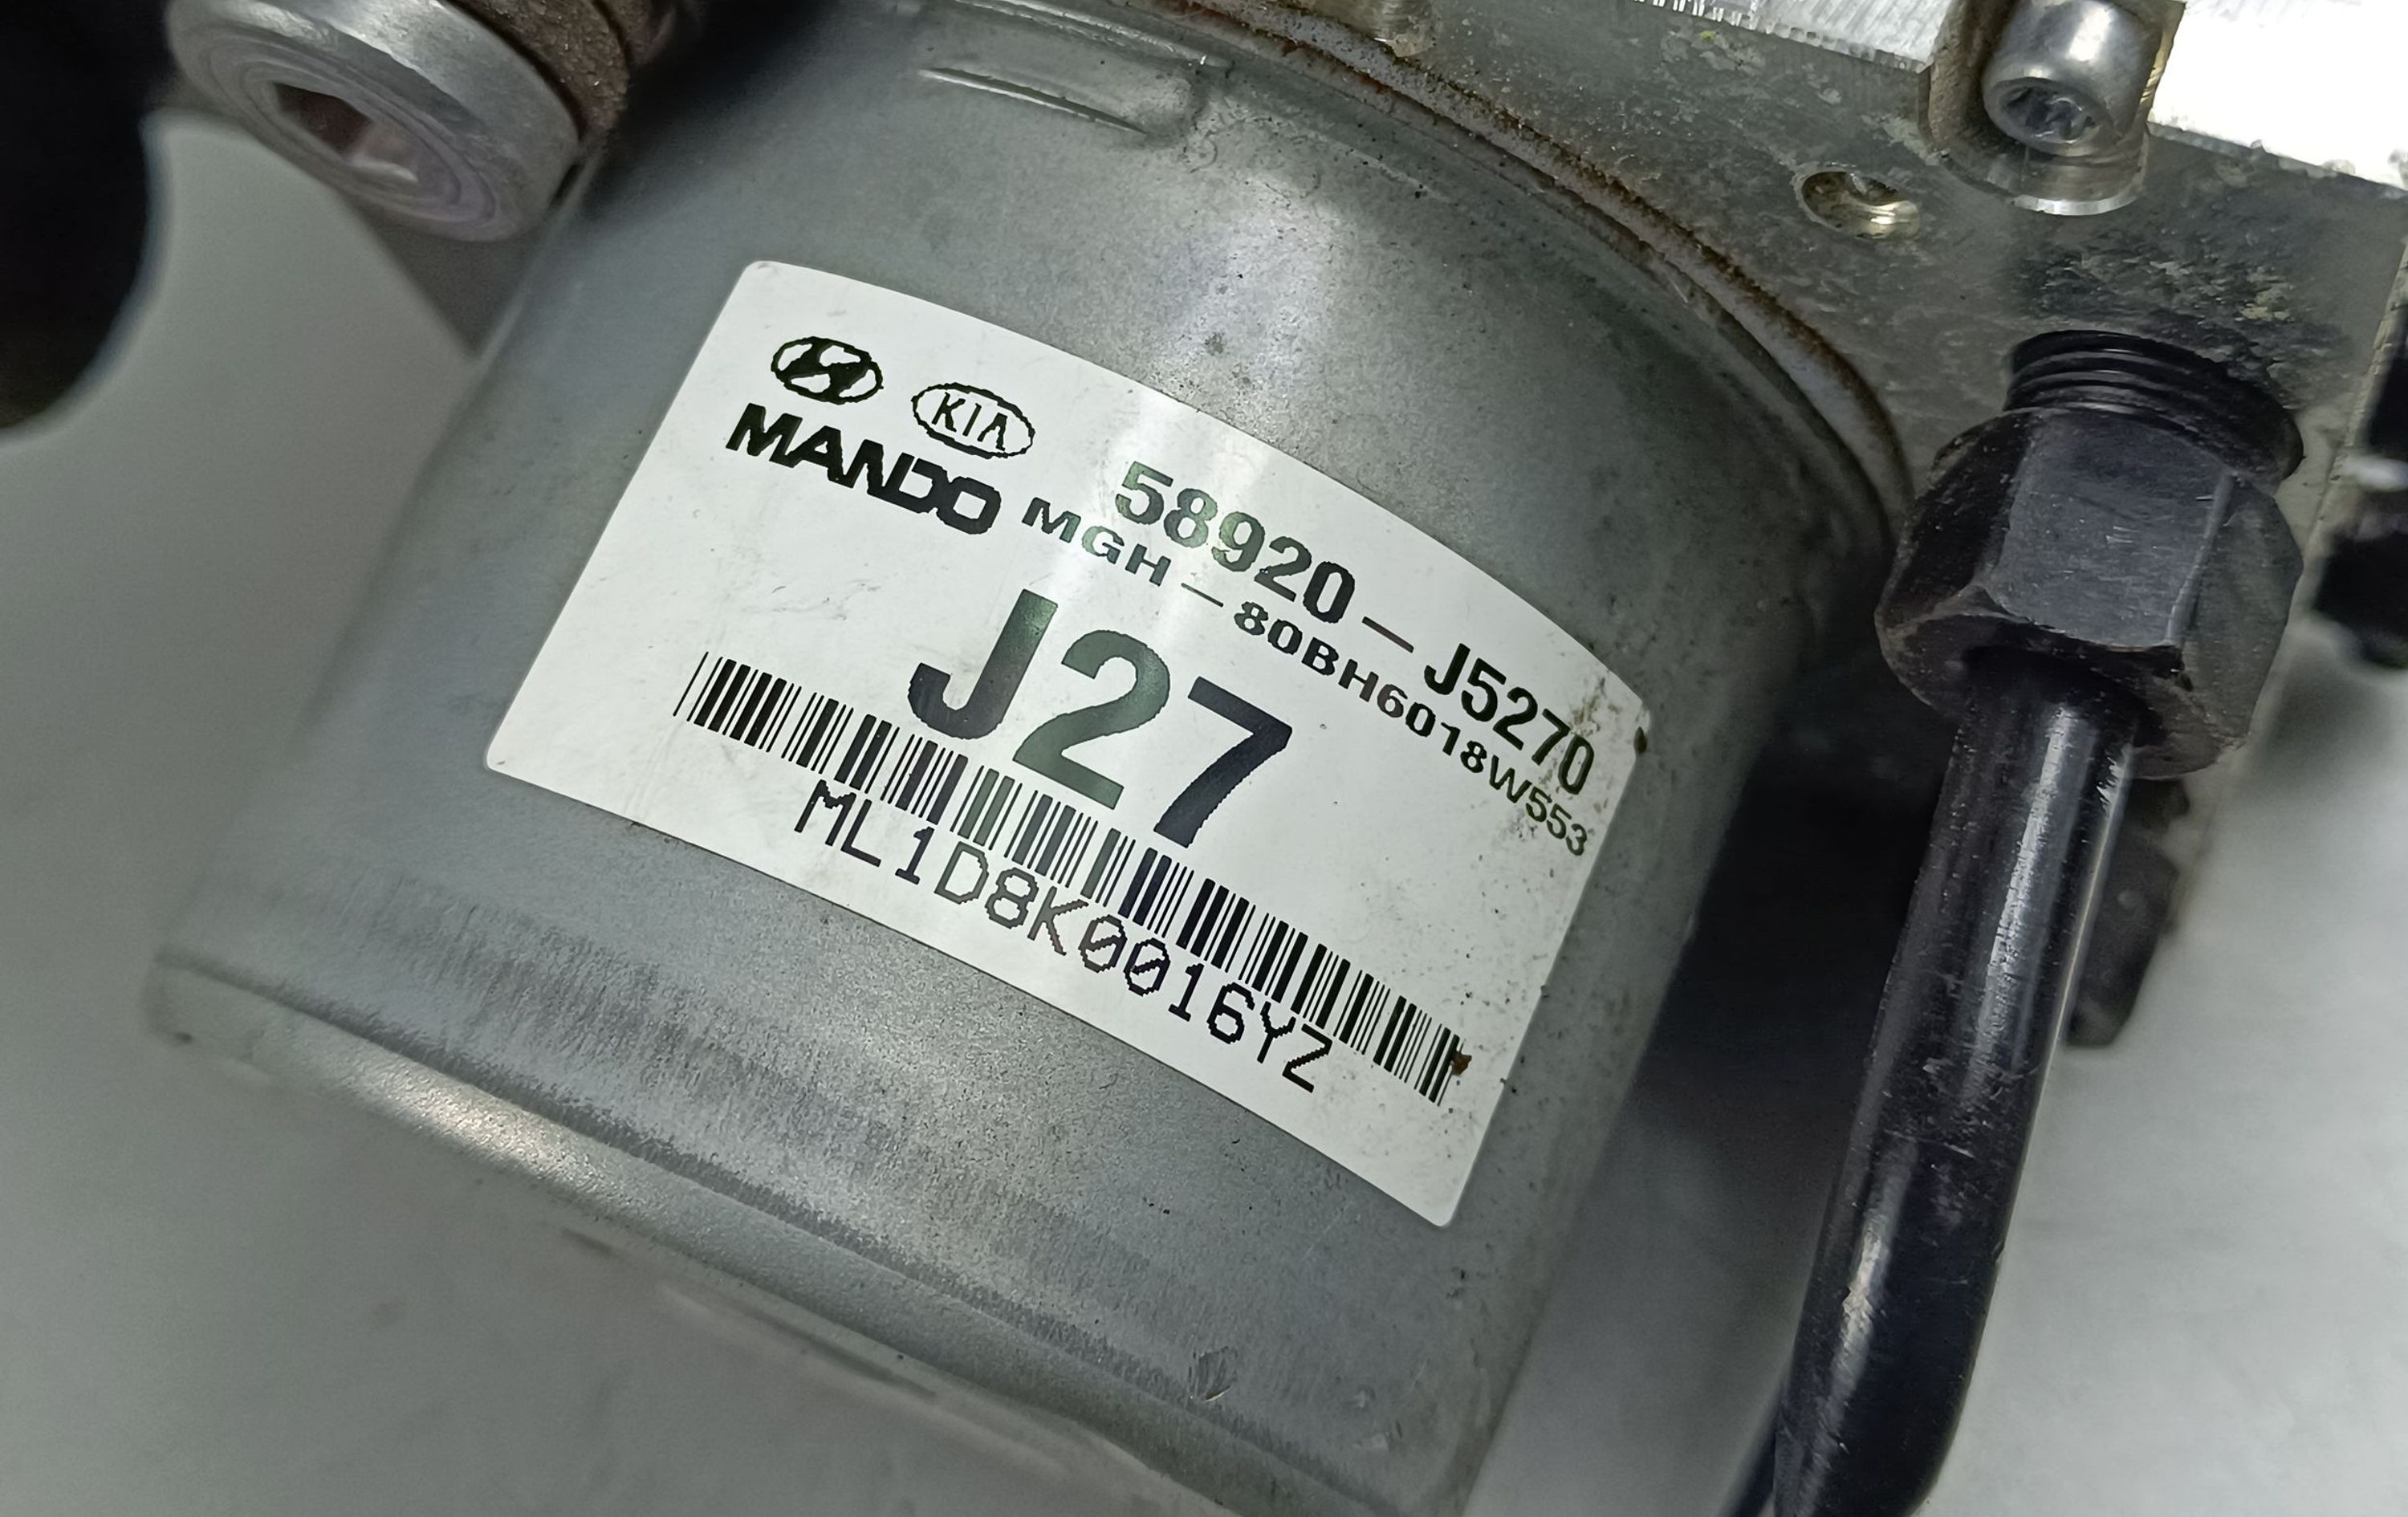 KIA
MANDO 58920-J5270
MGH-80BH6018W553
J27
ML1D8K0016YZ